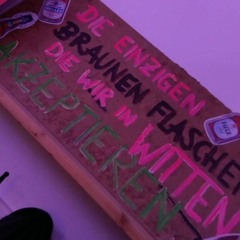 DIE EINZIGEN
BRAUNEN FLASCHEN
DIE WIR IN WITTEN
AKZEPTIEREN